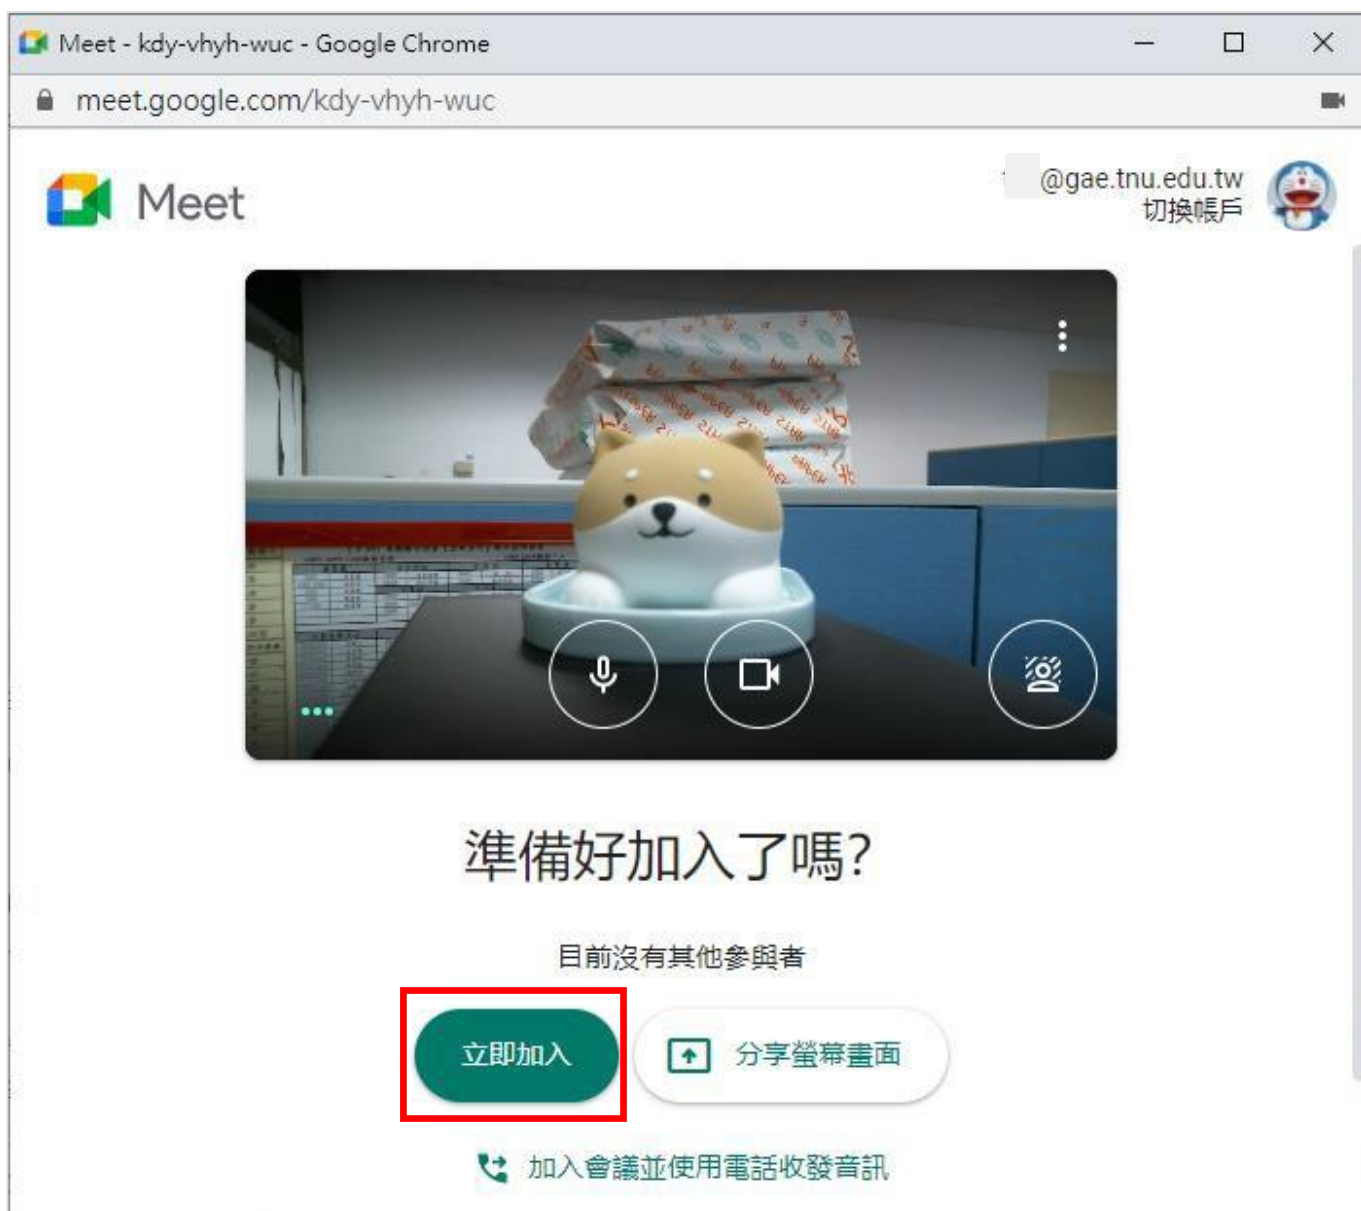 Meet - kdy-vhyh-wuc - Google Chrome
meet.google.com/kdy-vhyh-wuc
Meet
@gae.tnu.edu.tw
切換帳戶
準備好加入了嗎?
目前沒有其他參與者
立即加入
分享螢幕畫面
加入會議並使用電話收發音訊